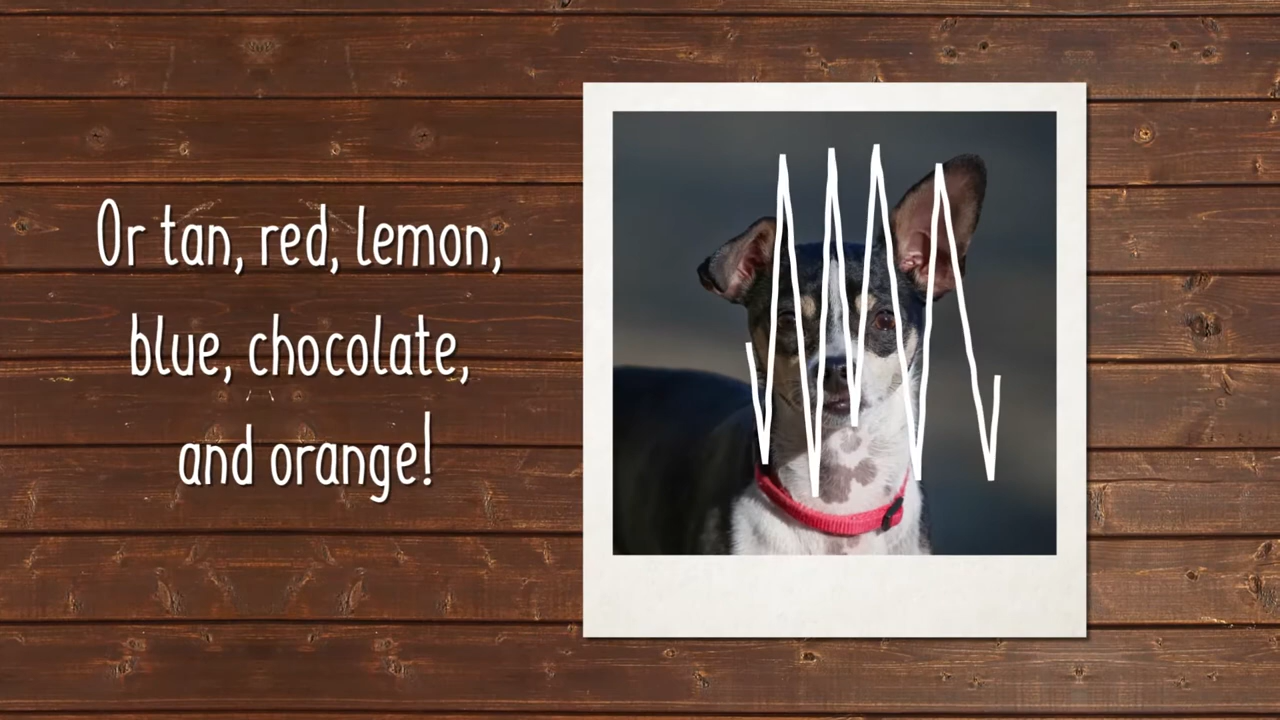 Or tan, red, lemon,
blue, chocolate,
and orange!